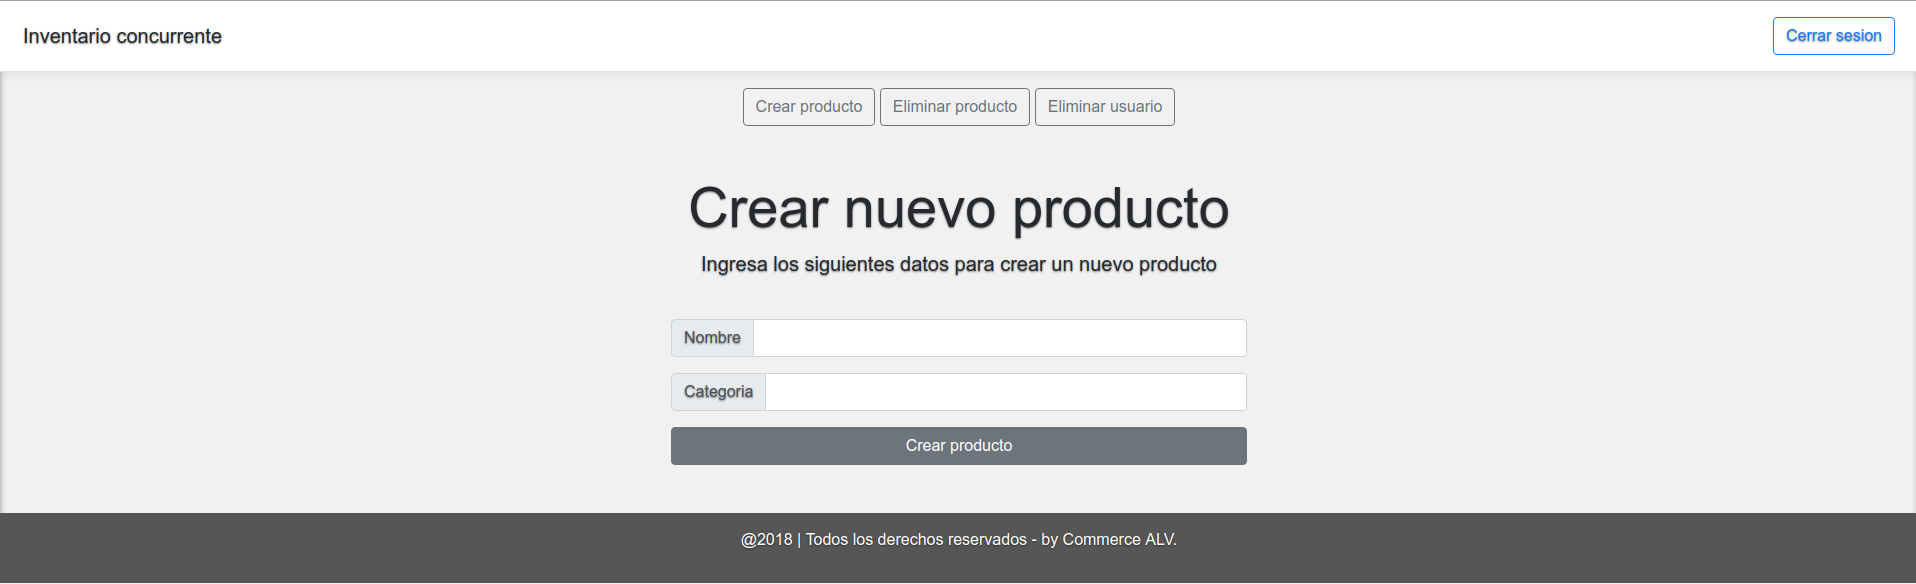 Inventario concurrente
Cerrar sesion
Crear producto
Eliminar producto
Eliminar usuario
Crear nuevo producto
Ingresa los siguientes datos para crear un nuevo producto
Nombre
Categoria
Crear producto
@2018 | Todos los derechos reservados - by Commerce ALV.